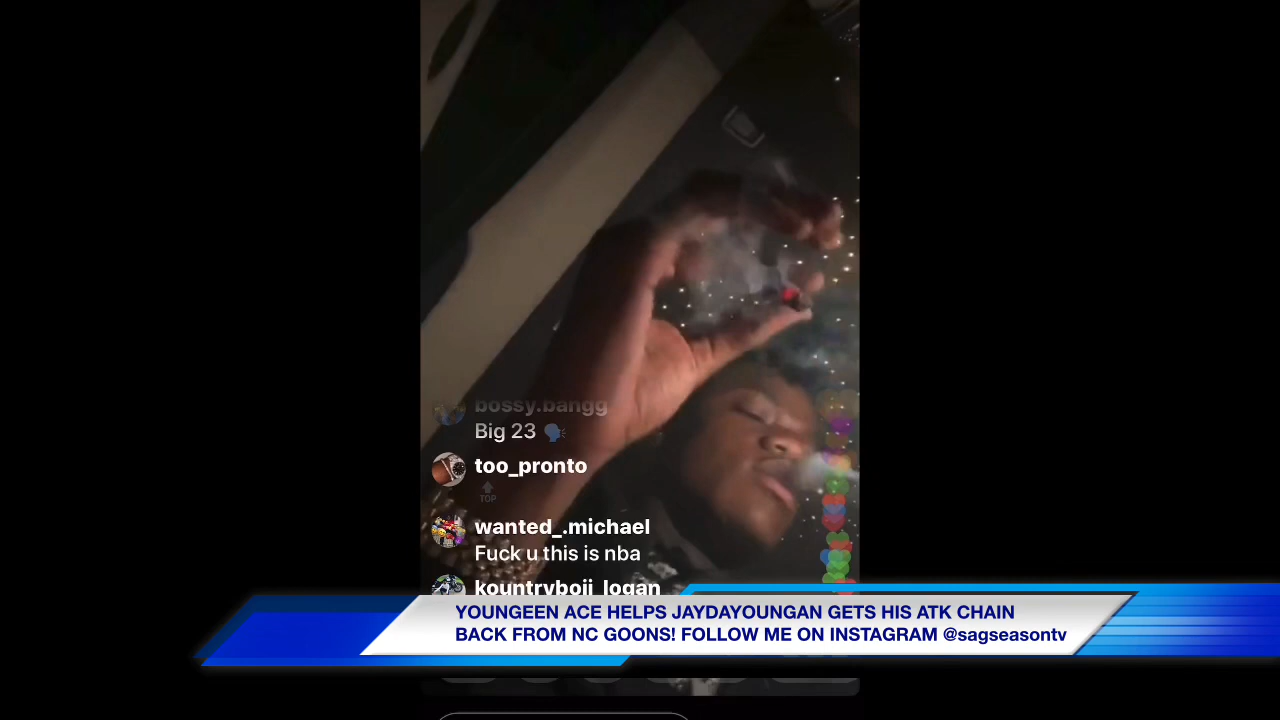 bossy.bangg
Big 23
too_pronto
TOP
wanted_.michael
Fuck u this is nba
kountryboii_logan
YOUNGEEN ACE HELPS JAYDAYOUNGAN GETS HIS ATK CHAIN
BACK FROM NC GOONS! FOLLOW ME ON INSTAGRAM @sagseasontv